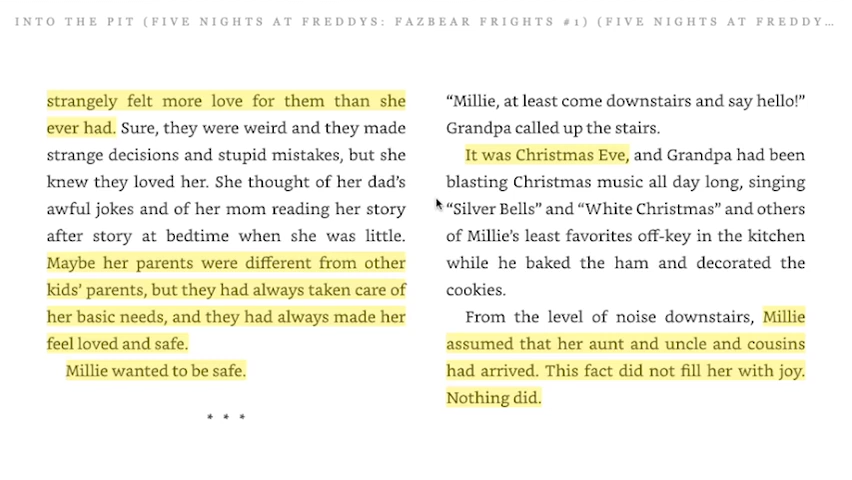 INTO THE PIT (FIVE NIGHTS AT FREDDYS: FAZBEAR FRIGHTS #1) (FIVE NIGHTS AT FREDDY…
strangely felt more love for them than she
ever had. Sure, they were weird and they made
strange decisions and stupid mistakes, but she
knew they loved her. She thought of her dad’s
awful jokes and of her mom reading her story
after story at bedtime when she was little.
Maybe her parents were different from other
kids’ parents, but they had always taken care of
her basic needs, and they had always made her
feel loved and safe.
Millie wanted to be safe.
* * *
“Millie, at least come downstairs and say hello!”
Grandpa called up the stairs.
It was Christmas Eve, and Grandpa had been
blasting Christmas music all day long, singing
“Silver Bells” and “White Christmas” and others
of Millie’s least favorites off-key in the kitchen
while he baked the ham and decorated the
cookies.
From the level of noise downstairs, Millie
assumed that her aunt and uncle and cousins
had arrived. This fact did not fill her with joy.
Nothing did.